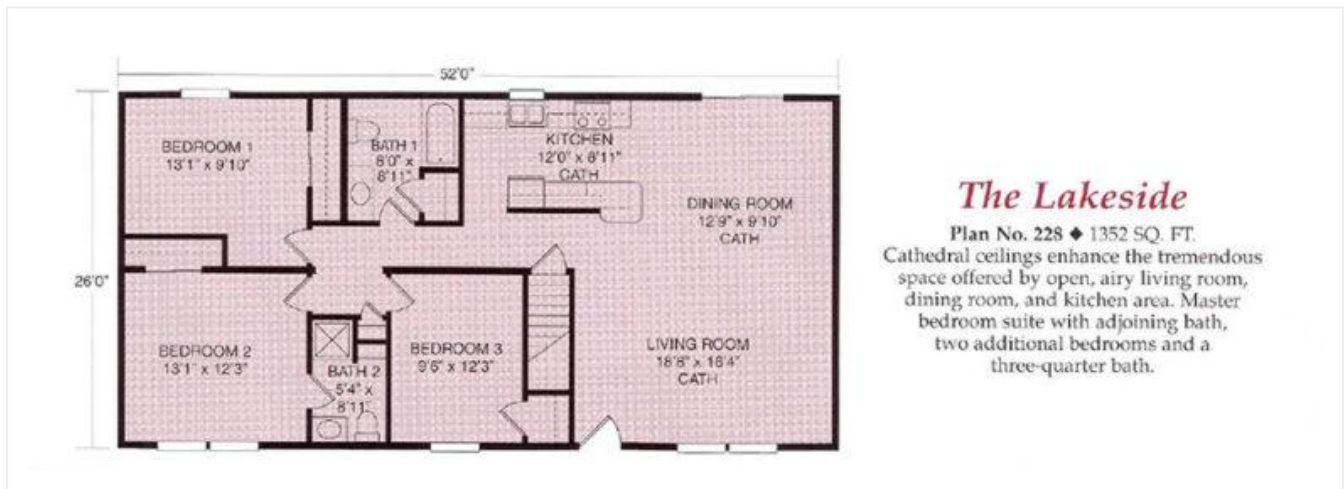 52'0"
26'0"
BEDROOM 1
13'1" x 9'10"
BATH 1
8'0" x
8'11"
KITCHEN
12'0" x 8'11"
CATH
DINING ROOM
12'9" x 9'10"
CATH
BEDROOM 2
13'1" x 12'3"
BATH 2
5'4" x
8'11"
BEDROOM 3
9'6" x 12'3"
LIVING ROOM
18'8" x 16'4"
CATH
The Lakeside
Plan No. 228 ◆ 1352 SQ. FT.
Cathedral ceilings enhance the tremendous
space offered by open, airy living room,
dining room, and kitchen area. Master
bedroom suite with adjoining bath,
two additional bedrooms and a
three-quarter bath.